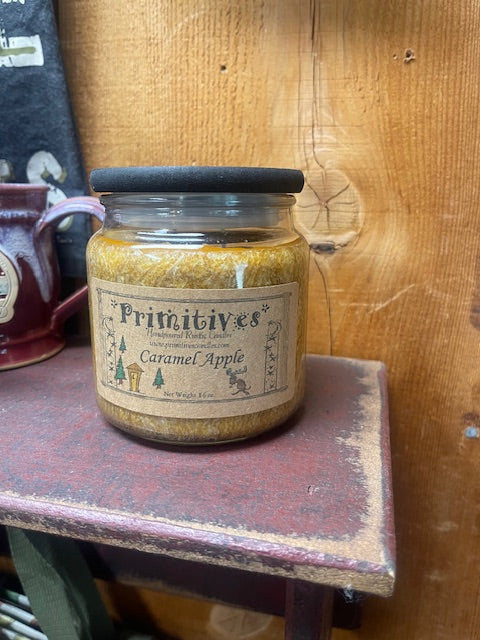 Primitives
Handpoured Rustic Candles
www.primitivescandles.com
Caramel Apple
Net Weight 16 oz.